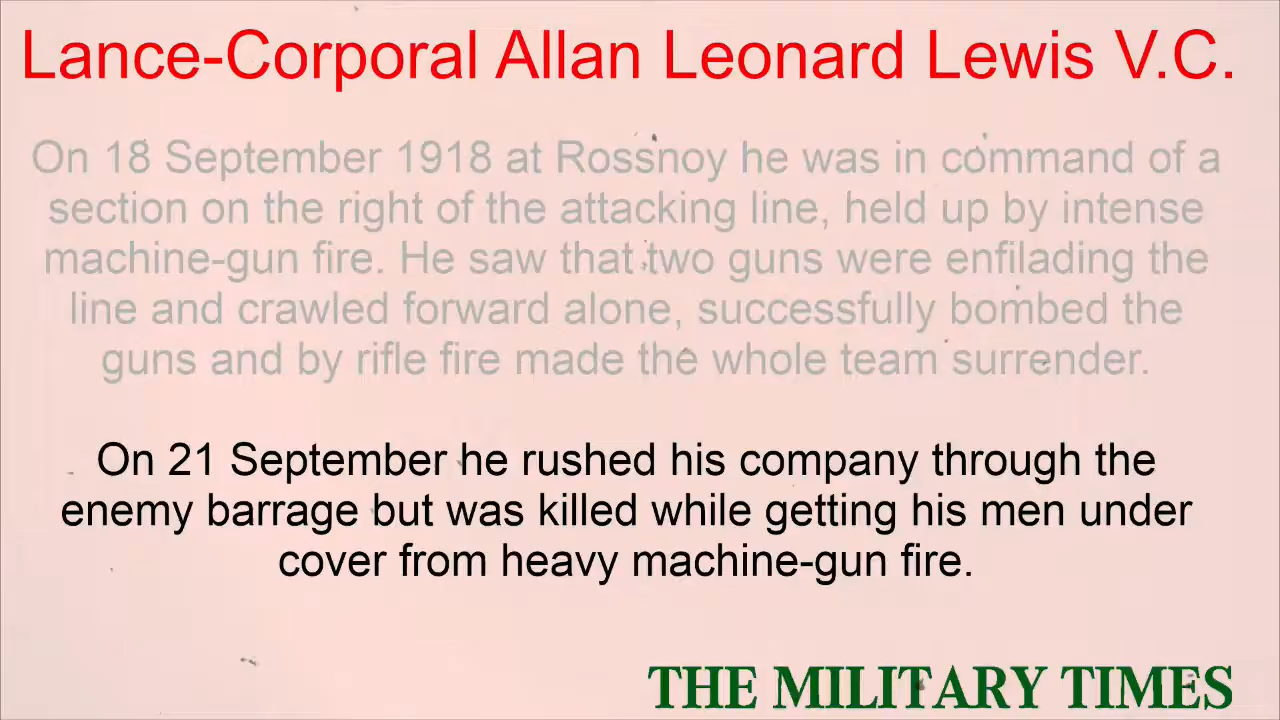 Lance-Corporal Allan Leonard Lewis V.C.
On 18 September 1918 at Rossnoy he was in command of a
section on the right of the attacking line, held up by intense
machine-gun fire. He saw that two guns were enfilading the
line and crawled forward alone, successfully bombed the
guns and by rifle fire made the whole team surrender.
On 21 September he rushed his company through the
enemy barrage but was killed while getting his men under
cover from heavy machine-gun fire.
THE MILITARY TIMES